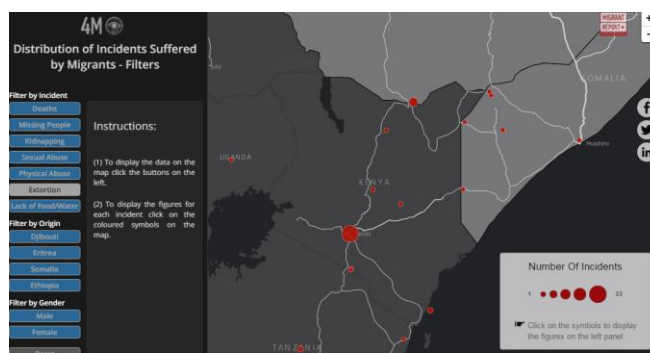 4M
Distribution of Incidents Suffered
by Migrants - Filters
Filter by Incident
Deaths
Missing People
Kidnapping
Sexual Abuse
Physical Abuse
Extortion
Lack of Food/Water
Filter by Origin
Djibouti
Eritrea
Somalia
Ethiopia
Filter by Gender
Male
Female
Instructions:
(1) To display the data on the
map click the buttons on the
left.
(2) To display the figures for
each incident click on the
coloured symbols on the
map.
MIGRANT
REPORT
+
-
OMALIA
UGANDA
KENYA
TANZANIA
Number Of Incidents
1
22
Click on the symbols to display
the figures on the left panel
f
in